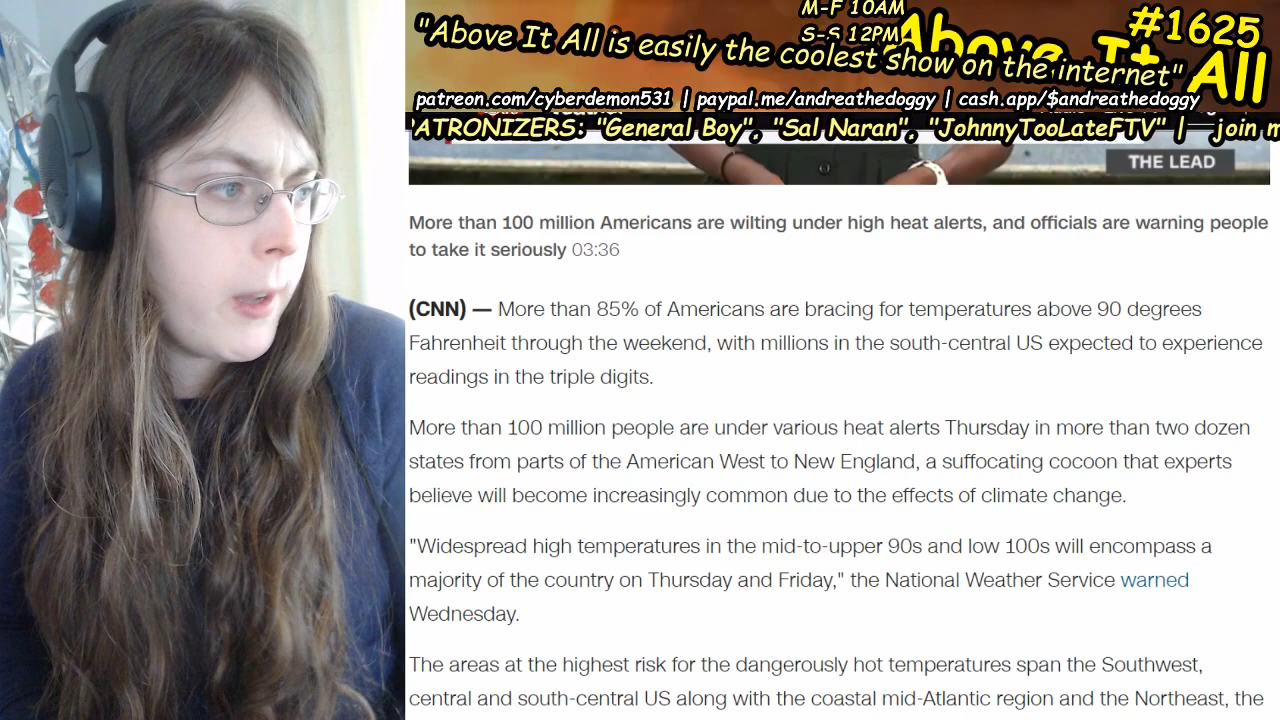 M-F 10AM
S-S 12PM
Above It All
#1625
"Above It All is easily the coolest show on the internet"
patreon.com/cyberdemon531 | paypal.me/andreathedoggy | cash.app/$andreathedoggy
PATRONIZERS: "General Boy", "Sal Naran", "JohnnyTooLateFTV" | join
THE LEAD
More than 100 million Americans are wilting under high heat alerts, and officials are warning people
to take it seriously 03:36
(CNN) — More than 85% of Americans are bracing for temperatures above 90 degrees
Fahrenheit through the weekend, with millions in the south-central US expected to experience
readings in the triple digits.
More than 100 million people are under various heat alerts Thursday in more than two dozen
states from parts of the American West to New England, a suffocating cocoon that experts
believe will become increasingly common due to the effects of climate change.
"Widespread high temperatures in the mid-to-upper 90s and low 100s will encompass a
majority of the country on Thursday and Friday," the National Weather Service warned
Wednesday.
The areas at the highest risk for the dangerously hot temperatures span the Southwest,
central and south-central US along with the coastal mid-Atlantic region and the Northeast, the